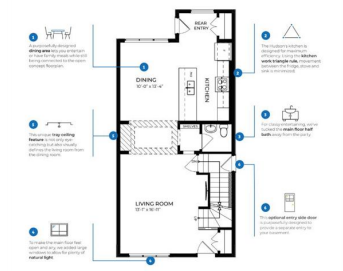 REAR
ENTRY
1
A purposefully designed
dining area lets you entertain
or have family meals while still
being connected to the open
concept floorplan.
DINING
10'-0" x 13'-4"
KITCHEN
The modern kitchen is
designed for maximum
efficiency. Using the kitchen
work triangle rule, movement
between the fridge, stove and
sink is minimized.
This unique tray ceiling
feature is not only eye-
catching but also visually
defines the living room from
the dining room.
SHELVES
For classy entertaining, we've
tucked the main floor half
bath away from the party.
LIVING ROOM
12'-7" x 16'-11"
4
To make the main floor feel
open and airy, we added large
windows to allow for plenty of
natural light
This optional entry side door
is purposefully designed to
provide a separate entry to
your basement